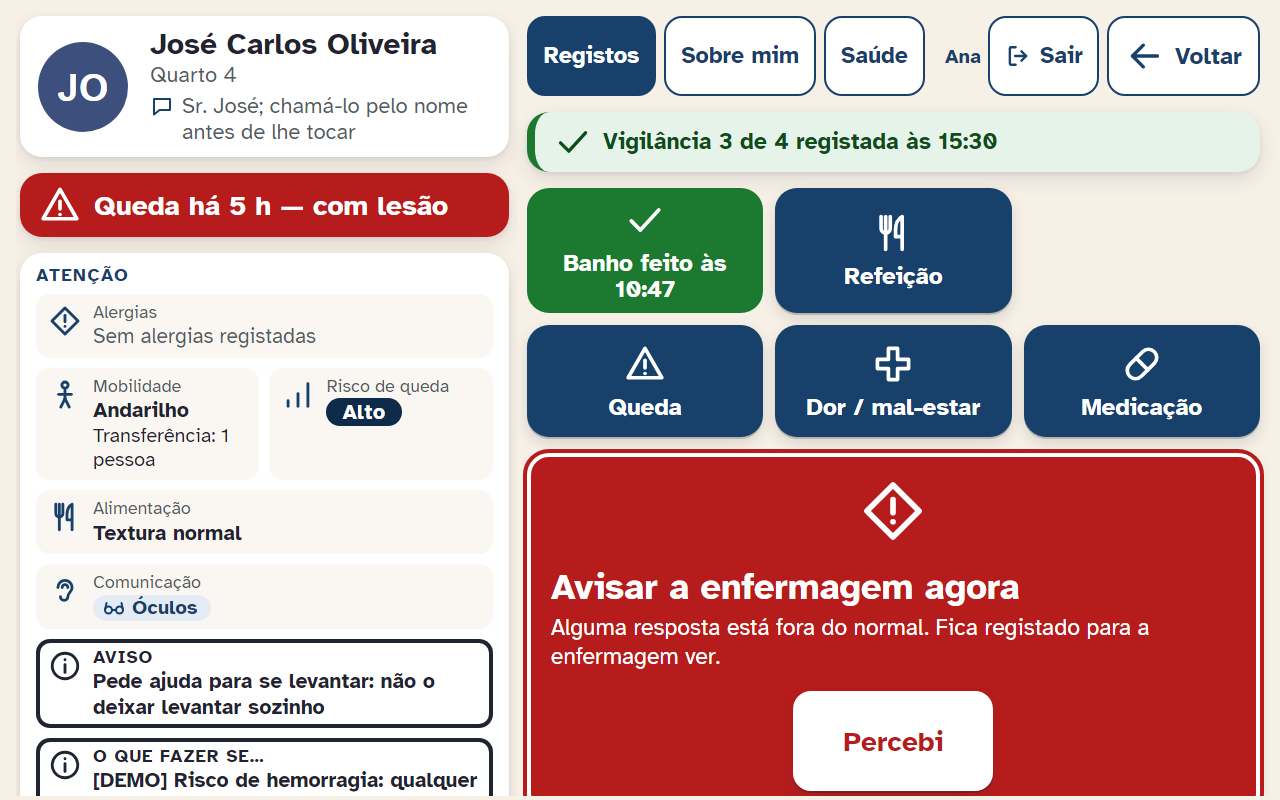 JO
José Carlos Oliveira
Quarto 4
Sr. José; chamá-lo pelo nome
antes de lhe tocar
Queda há 5 h — com lesão
ATENÇÃO
Alergias
Sem alergias registadas
Mobilidade
Andarilho
Transferência: 1
pessoa
Risco de queda
Alto
Alimentação
Textura normal
Comunicação
Óculos
AVISO
Pede ajuda para se levantar: não o
deixar levantar sozinho
O QUE FAZER SE…
[DEMO] Risco de hemorragia: qualquer
Registos
Sobre mim
Saúde
Ana
Sair
Voltar
Vigilância 3 de 4 registada às 15:30
Banho feito às
10:47
Refeição
Queda
Dor / mal-estar
Medicação
Avisar a enfermagem agora
Alguma resposta está fora do normal. Fica registado para a
enfermagem ver.
Percebi